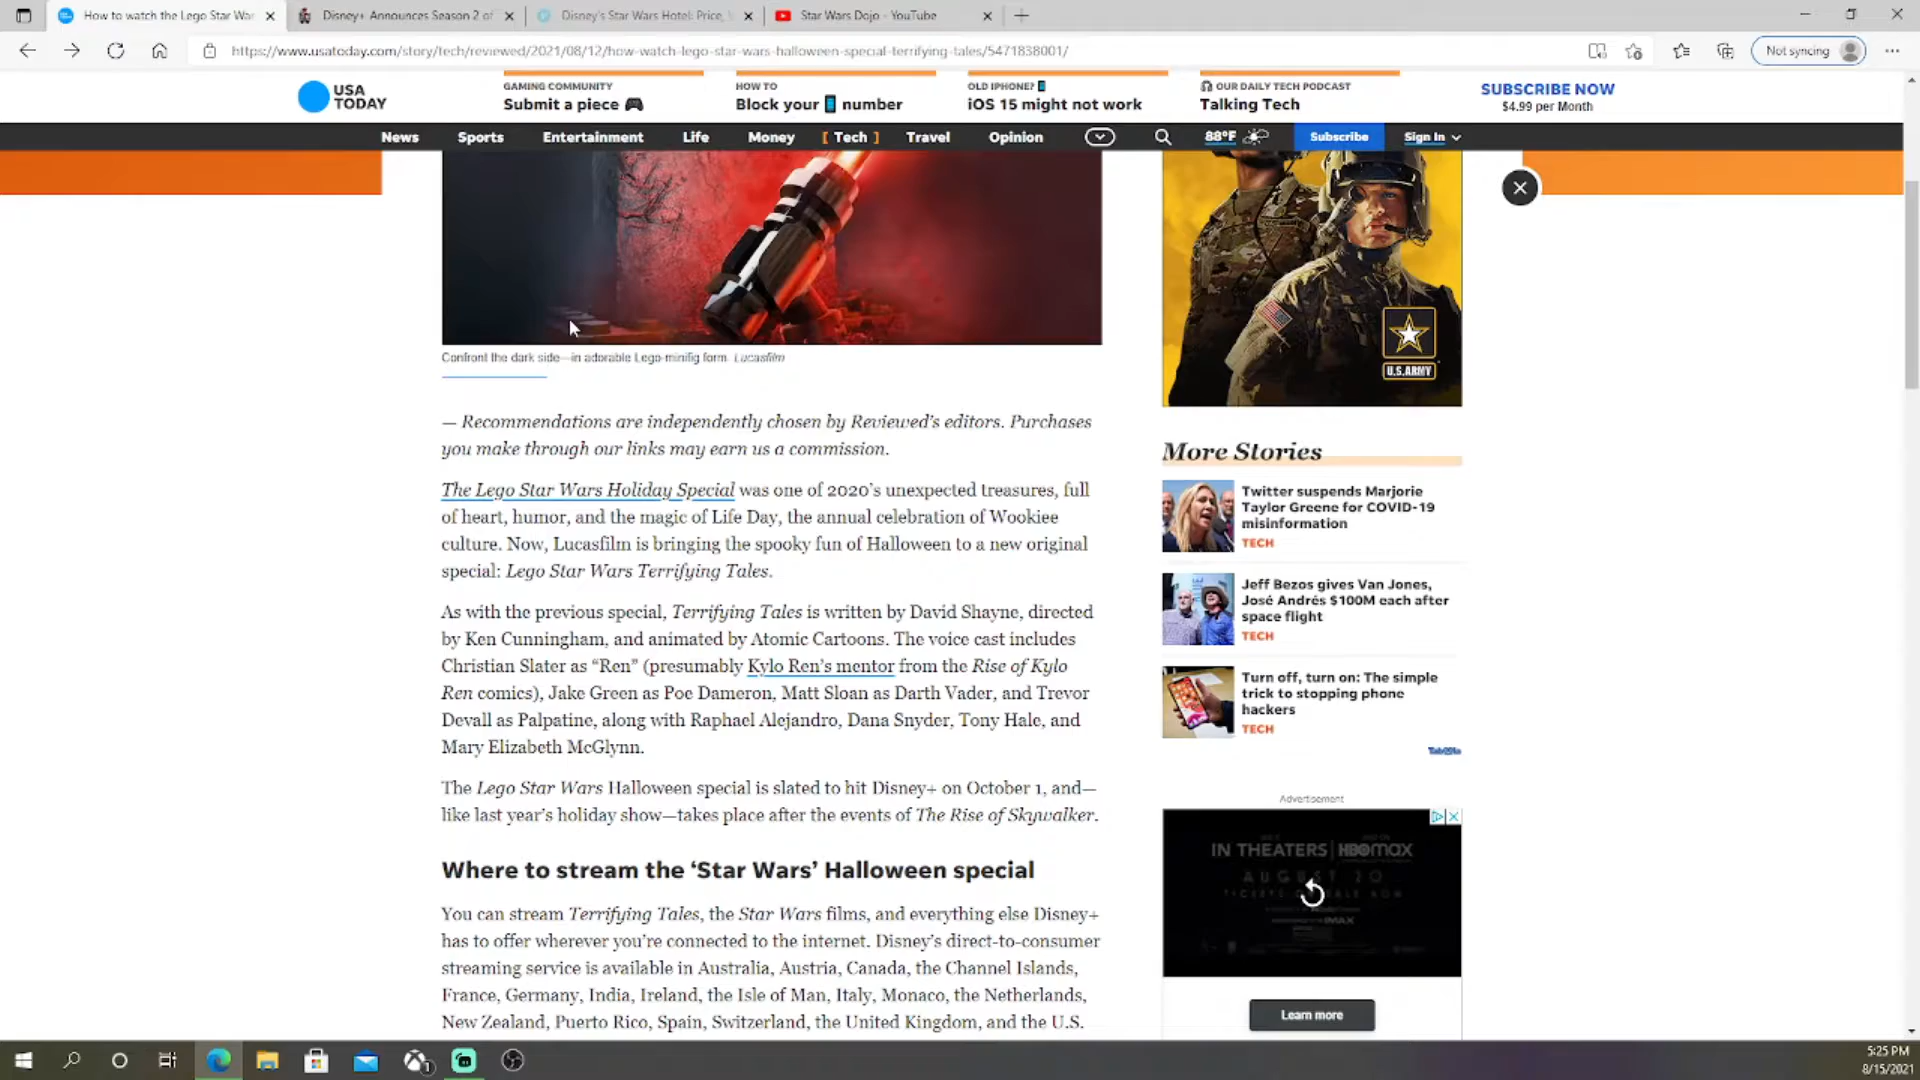 How to watch the Lego Star War
Disney+ Announces Season 2 of
Disney's Star Wars Hotel: Price,
Star Wars Dojo - YouTube
https://www.usatoday.com/story/tech/reviewed/2021/08/12/how-watch-lego-star-wars-halloween-special-terrifying-tales/5471838001/
Not syncing
USA
TODAY
GAMING COMMUNITY
Submit a piece
HOW TO
Block your number
OLD IPHONE?
iOS 15 might not work
OUR DAILY TECH PODCAST
Talking Tech
SUBSCRIBE NOW
$4.99 per Month
News Sports Entertainment Life Money [ Tech ] Travel Opinion 88°F Subscribe Sign In
U.S.ARMY
Confront the dark side—in adorable Lego-minifig form. Lucasfilm
— Recommendations are independently chosen by Reviewed's editors. Purchases
you make through our links may earn us a commission.
The Lego Star Wars Holiday Special was one of 2020's unexpected treasures, full
of heart, humor, and the magic of Life Day, the annual celebration of Wookiee
culture. Now, Lucasfilm is bringing the spooky fun of Halloween to a new original
special: Lego Star Wars Terrifying Tales.
As with the previous special, Terrifying Tales is written by David Shayne, directed
by Ken Cunningham, and animated by Atomic Cartoons. The voice cast includes
Christian Slater as “Ren” (presumably Kylo Ren's mentor from the Rise of Kylo
Ren comics), Jake Green as Poe Dameron, Matt Sloan as Darth Vader, and Trevor
Devall as Palpatine, along with Raphael Alejandro, Dana Snyder, Tony Hale, and
Mary Elizabeth McGlynn.
The Lego Star Wars Halloween special is slated to hit Disney+ on October 1, and—
like last year's holiday show—takes place after the events of The Rise of Skywalker.
Where to stream the ‘Star Wars’ Halloween special
You can stream Terrifying Tales, the Star Wars films, and everything else Disney+
has to offer wherever you're connected to the internet. Disney's direct-to-consumer
streaming service is available in Australia, Austria, Canada, the Channel Islands,
France, Germany, India, Ireland, the Isle of Man, Italy, Monaco, the Netherlands,
New Zealand, Puerto Rico, Spain, Switzerland, the United Kingdom, and the U.S.
More Stories
Twitter suspends Marjorie
Taylor Greene for COVID-19
misinformation
TECH
Jeff Bezos gives Van Jones,
José Andrés $100M each after
space flight
TECH
Turn off, turn on: The simple
trick to stopping phone
hackers
TECH
Taboola
Advertisement
IN THEATERS HBOMAX
AUGUST 20
IMAX
Learn more
1
5:25 PM
8/15/2021